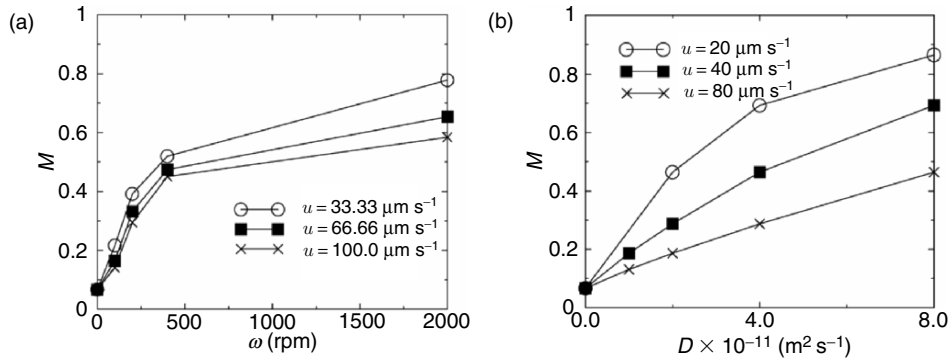 (a)
1
0.8
0.6
0.4
0.2
0
M
u = 33.33 μm s⁻¹
u = 66.66 μm s⁻¹
u = 100.0 μm s⁻¹
0 500 1000 1500 2000
ω (rpm)
(b)
1
0.8
0.6
0.4
0.2
0
M
u = 20 μm s⁻¹
u = 40 μm s⁻¹
u = 80 μm s⁻¹
0.0 4.0 8.0
D × 10⁻¹¹ (m² s⁻¹)